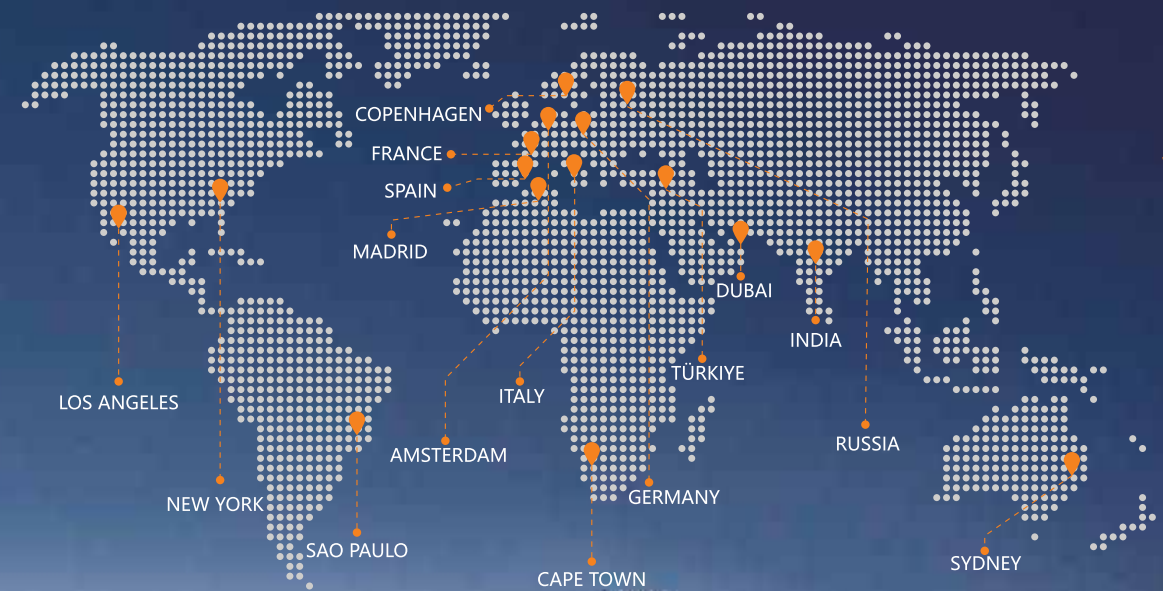 COPENHAGEN
FRANCE
SPAIN
MADRID
DUBAI
INDIA
TÜRKIYE
ITALY
LOS ANGELES
AMSTERDAM
RUSSIA
GERMANY
NEW YORK
SAO PAULO
SYDNEY
CAPE TOWN